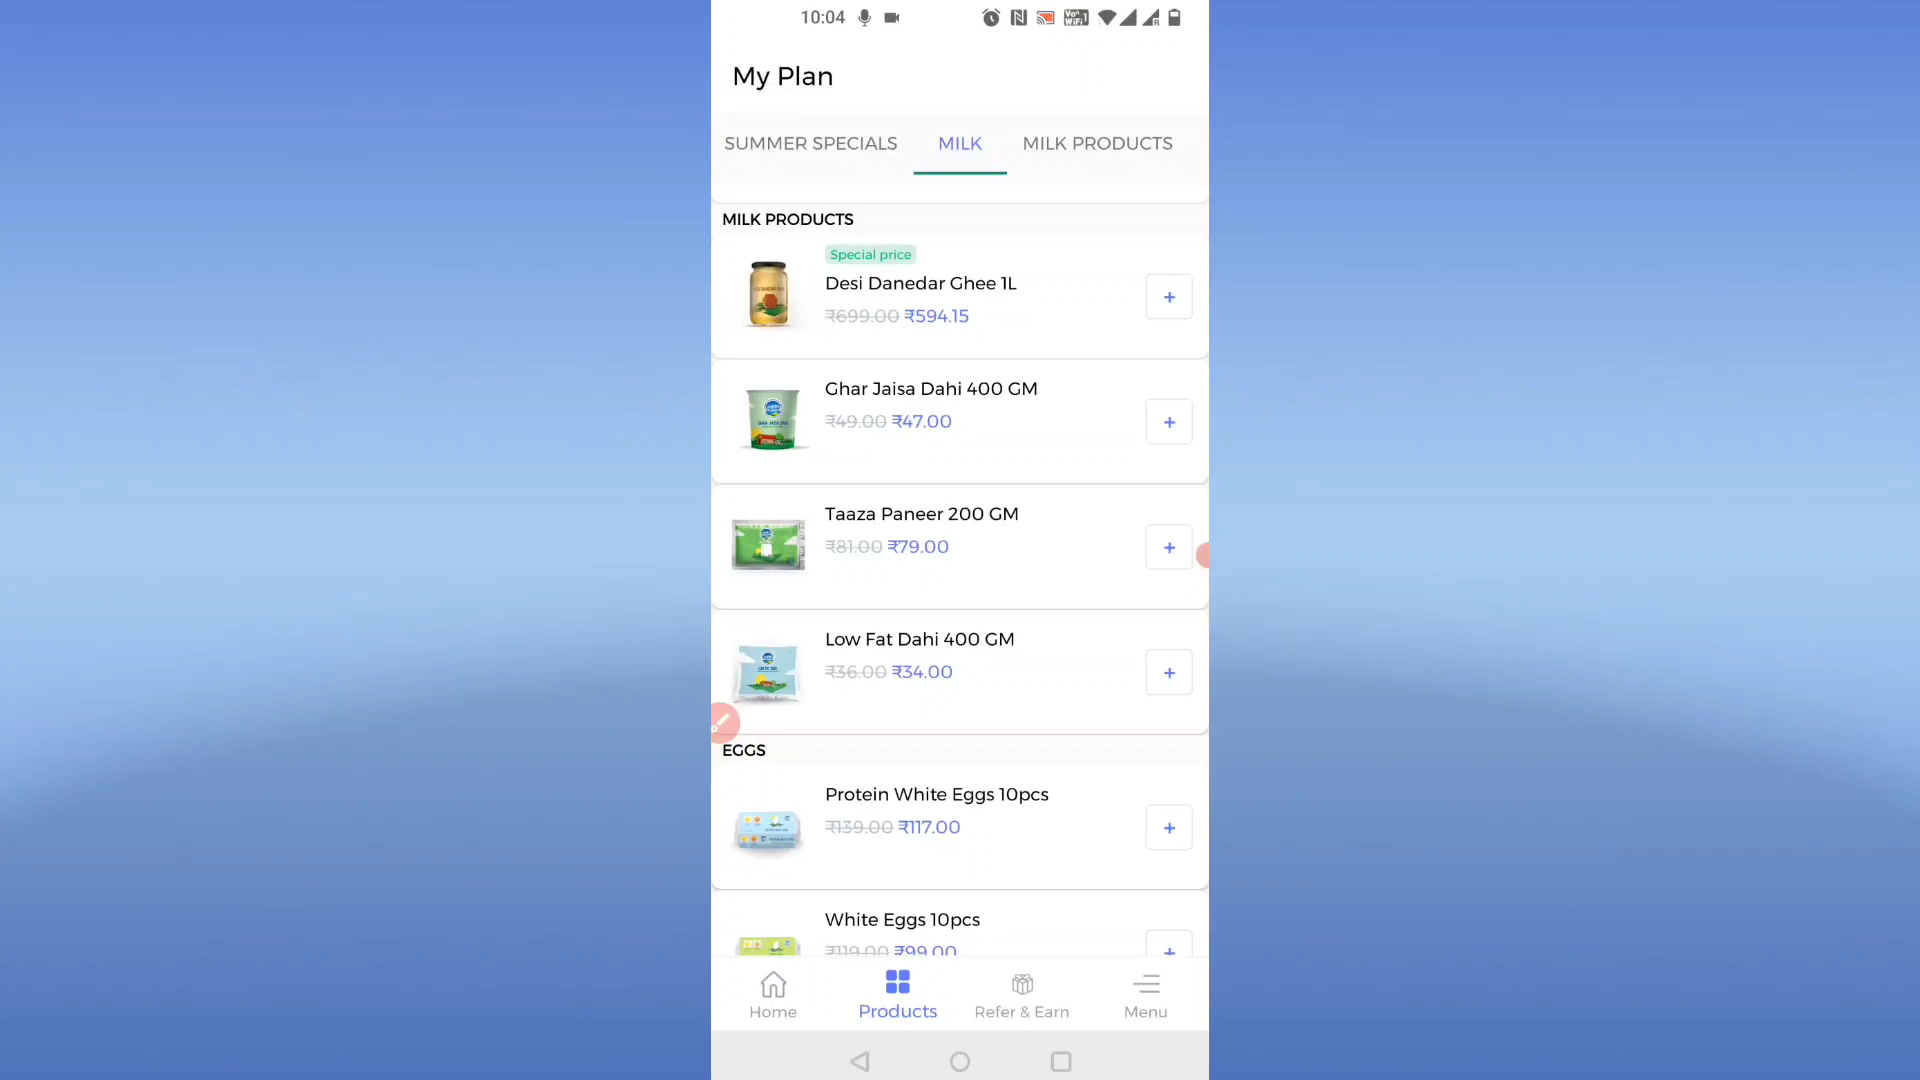 10:04
My Plan
SUMMER SPECIALS MILK MILK PRODUCTS
MILK PRODUCTS
Special price
Desi Danedar Ghee 1L
₹699.00 ₹594.15
+
Ghar Jaisa Dahi 400 GM
₹49.00 ₹47.00
+
Taaza Paneer 200 GM
₹81.00 ₹79.00
+
Low Fat Dahi 400 GM
₹36.00 ₹34.00
+
EGGS
Protein White Eggs 10pcs
₹139.00 ₹117.00
+
White Eggs 10pcs
₹119.00 ₹99.00
+
Home Products Refer & Earn Menu